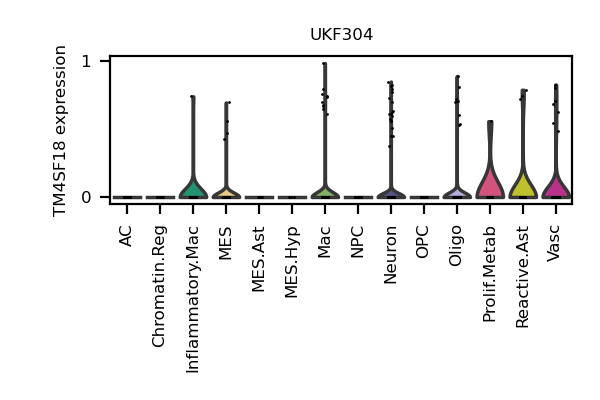 UKF304
TM4SF18 expression
1
0
AC
Chromatin.Reg
Inflammatory.Mac
MES
MES.Ast
MES.Hyp
Mac
NPC
Neuron
OPC
Oligo
Prolif.Metab
Reactive.Ast
Vasc